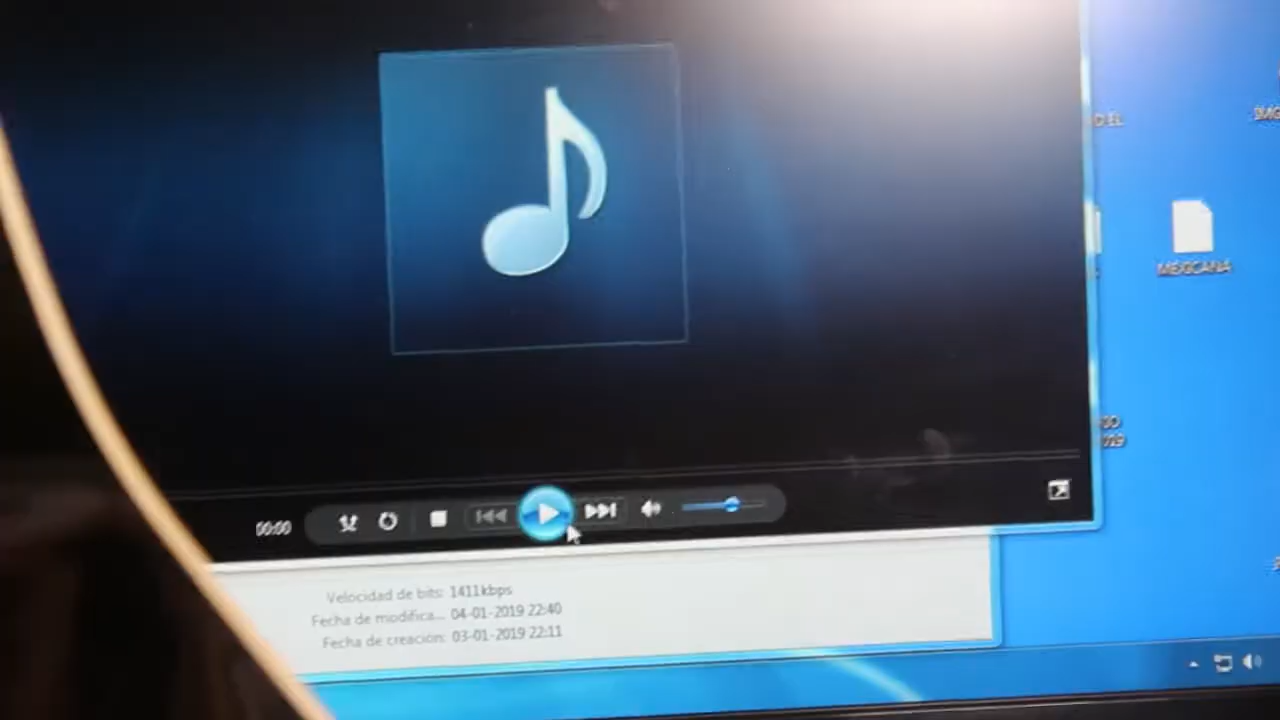 MEXICANA
00:00
Velocidad de bits: 1411kbps
Fecha de modifica... 04-01-2019 22:40
Fecha de creación: 03-01-2019 22:11